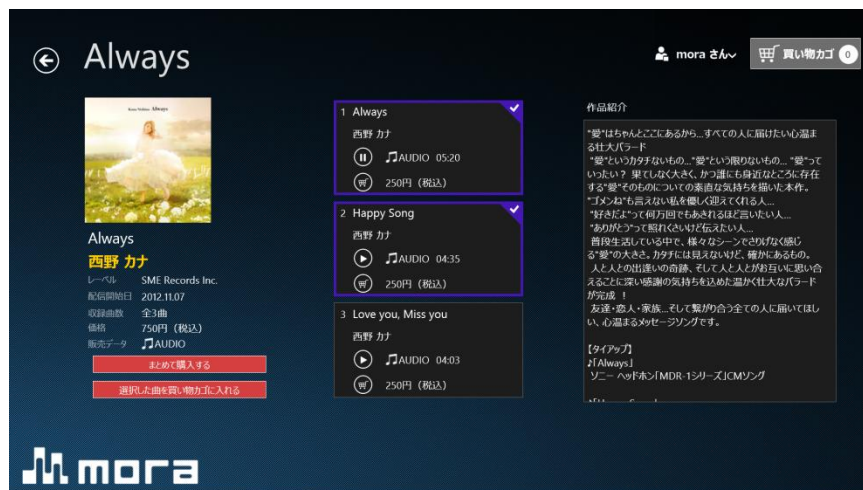 Always
mora さん
買い物カゴ 0
Always
西野 カナ
レーベル SME Records Inc.
配信開始日 2012.11.07
収録曲数 全3曲
価格 750円（税込）
販売データ AUDIO
まとめて購入する
選択した曲を買い物カゴに入れる
1 Always
西野 カナ
AUDIO 05:20
250円（税込）
2 Happy Song
西野 カナ
AUDIO 04:35
250円（税込）
3 Love you, Miss you
西野 カナ
AUDIO 04:03
250円（税込）
作品紹介
"愛"はちゃんとここにあるから...すべての人に届けたい心温ま
る壮大バラード
"愛"というカタチないもの..."愛"という限りないもの... "愛"って
いったい？ 果てしなく大きく、かつ誰にも身近なところに存在
する"愛"そのものについての素直な気持ちを描いた本作。
"ゴメンね"も言えない私を優しく迎えてくれる人...
"好きだよ"って何万回でもあきれるほど言いたい人...
"ありがとう"って照れくさいけど伝えたい人...
普段生活している中で、様々なシーンでさりげなく感じ
る"愛"の大きさ。カタチには見えないけど、確かにあるもの。
人と人との出逢いの奇跡、そして人と人とがお互いに思い合
えることに深い感謝の気持ちを込めた温かく壮大なバラード
が完成 ！
友達・恋人・家族...そして繋がり合う全ての人に届いてほし
い、心温まるメッセージソングです。
【タイアップ】
♪「Always」
ソニー ヘッドホン「MDR-1シリーズ」CMソング
mora